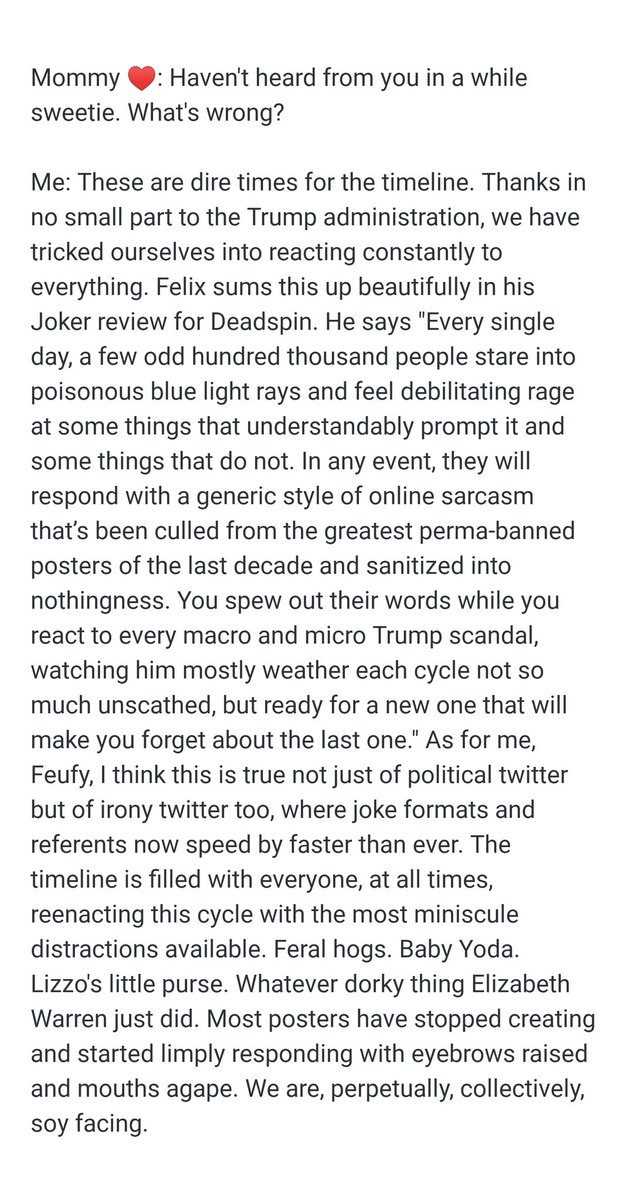 Mommy ♥️: Haven't heard from you in a while
sweetie. What's wrong?
Me: These are dire times for the timeline. Thanks in
no small part to the Trump administration, we have
tricked ourselves into reacting constantly to
everything. Felix sums this up beautifully in his
Joker review for Deadspin. He says "Every single
day, a few odd hundred thousand people stare into
poisonous blue light rays and feel debilitating rage
at some things that understandably prompt it and
some things that do not. In any event, they will
respond with a generic style of online sarcasm
that’s been culled from the greatest perma-banned
posters of the last decade and sanitized into
nothingness. You spew out their words while you
react to every macro and micro Trump scandal,
watching him mostly weather each cycle not so
much unscathed, but ready for a new one that will
make you forget about the last one." As for me,
Feufy, I think this is true not just of political twitter
but of irony twitter too, where joke formats and
referents now speed by faster than ever. The
timeline is filled with everyone, at all times,
reenacting this cycle with the most miniscule
distractions available. Feral hogs. Baby Yoda.
Lizzo's little purse. Whatever dorky thing Elizabeth
Warren just did. Most posters have stopped creating
and started limply responding with eyebrows raised
and mouths agape. We are, perpetually, collectively,
soy facing.